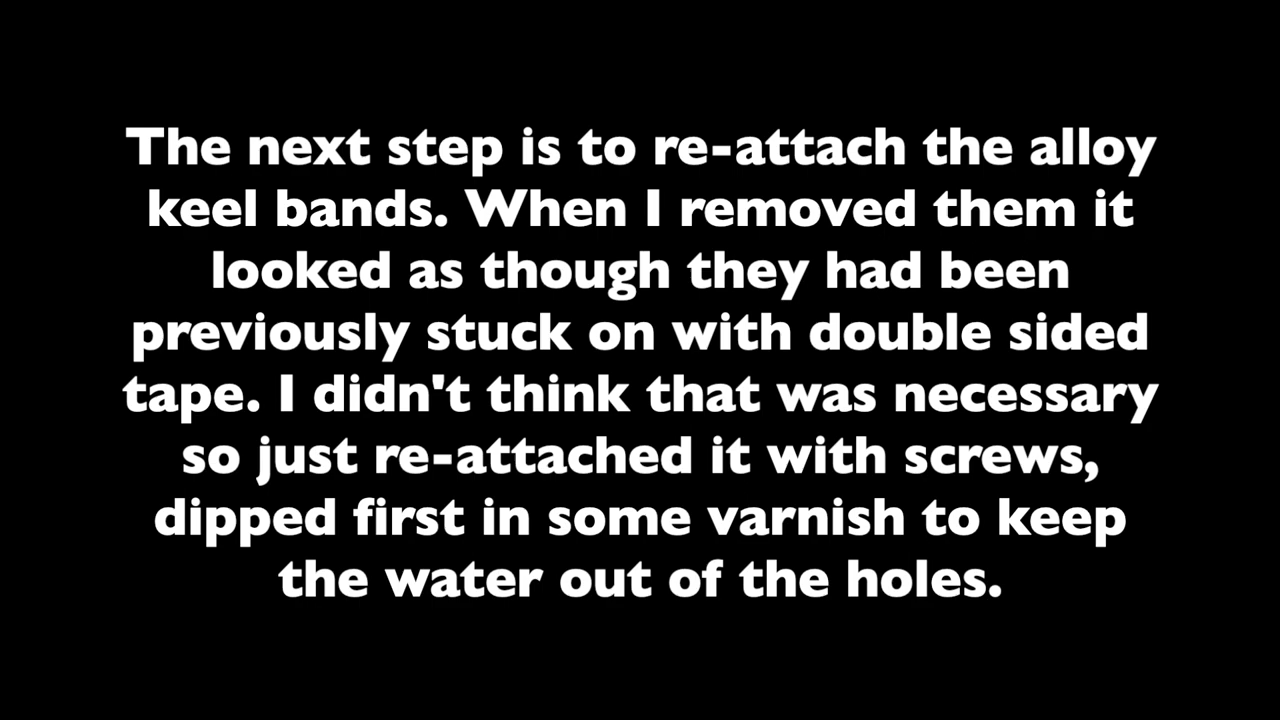 The next step is to re-attach the alloy
keel bands. When I removed them it
looked as though they had been
previously stuck on with double sided
tape. I didn't think that was necessary
so just re-attached it with screws,
dipped first in some varnish to keep
the water out of the holes.